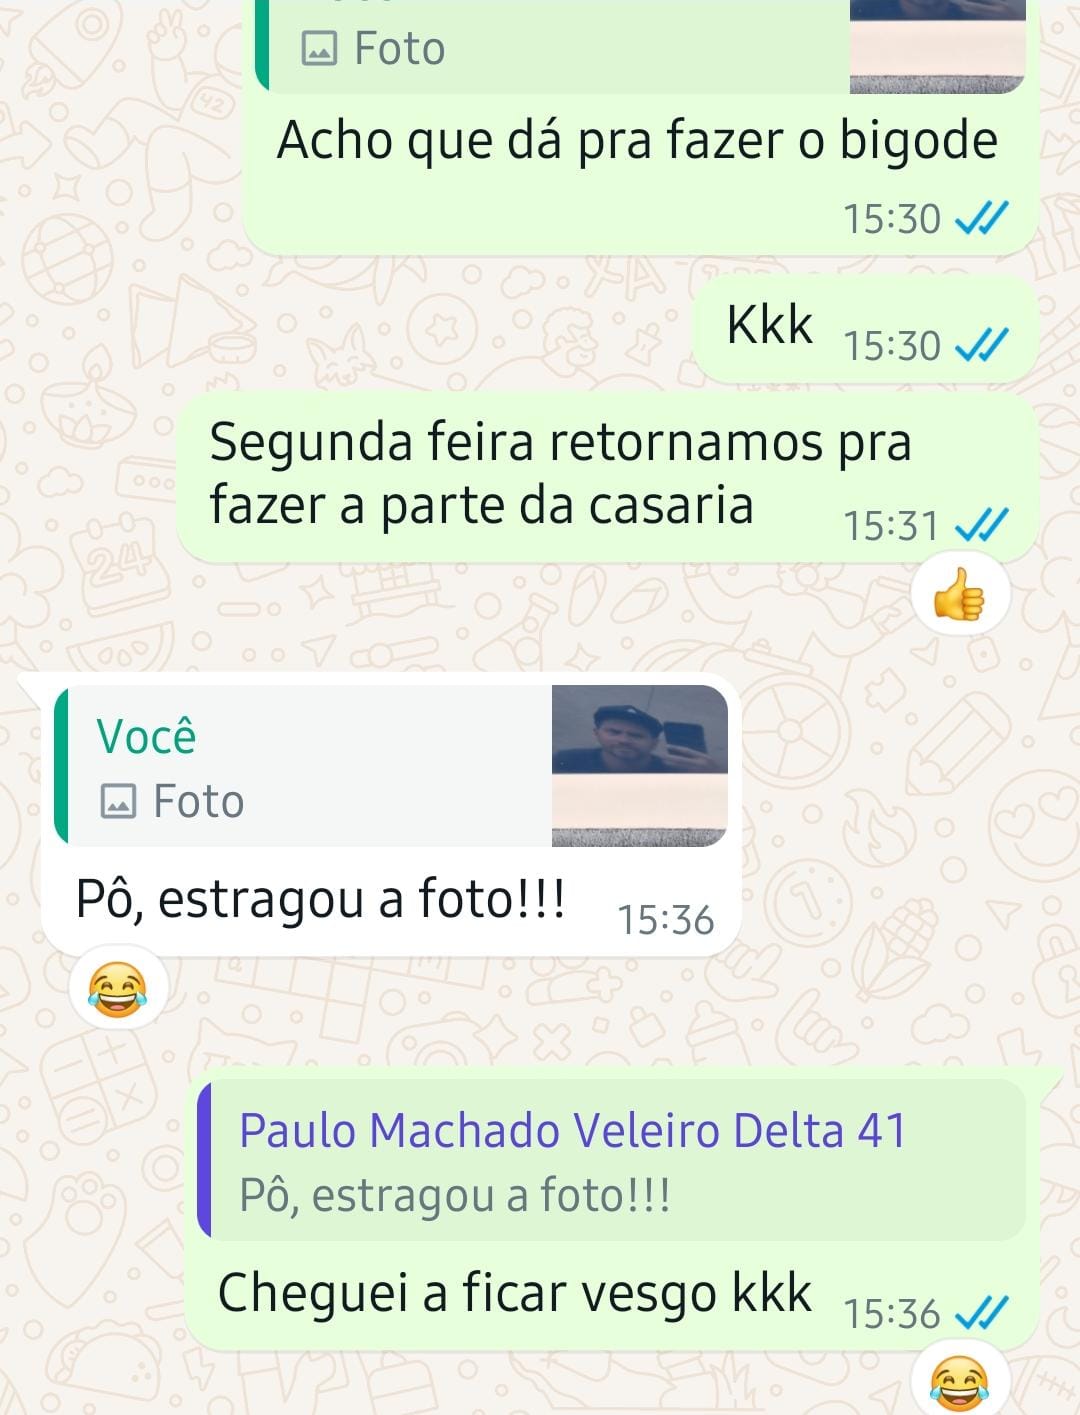 Foto
Acho que dá pra fazer o bigode
15:30
Kkk 15:30
Segunda feira retornamos pra
fazer a parte da casaria 15:31
Você
Foto
Pô, estragou a foto!!! 15:36
Paulo Machado Veleiro Delta 41
Pô, estragou a foto!!!
Cheguei a ficar vesgo kkk 15:36